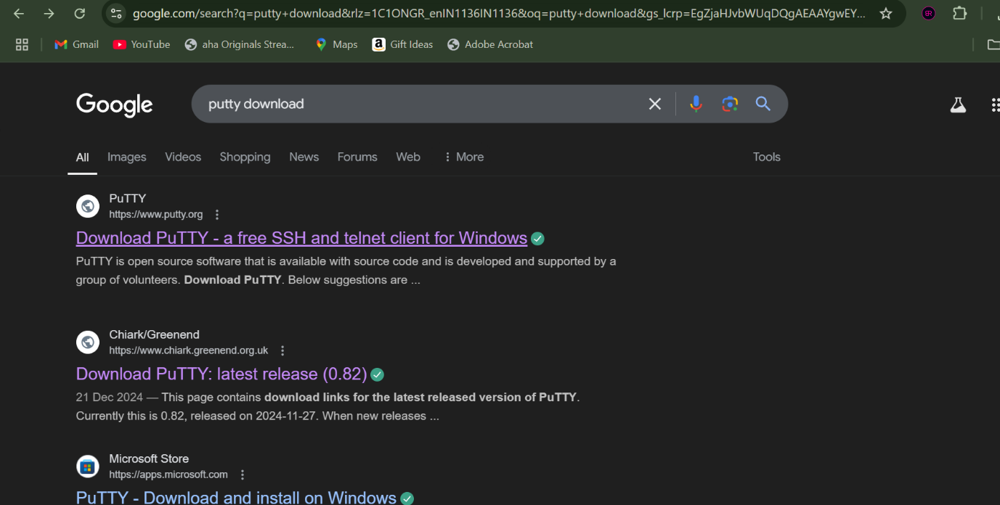 google.com/search?q=putty+download&rlz=1C1ONGR_enIN1136IN1136&oq=putty+download&gs_lcrp=EgZjaHJvbWUqDQgAEAAYgwEY...
Gmail YouTube aha Originals Strea... Maps Gift Ideas Adobe Acrobat
Google putty download
All Images Videos Shopping News Forums Web More Tools
PuTTY
https://www.putty.org
Download PuTTY - a free SSH and telnet client for Windows
PuTTY is open source software that is available with source code and is developed and supported by a
group of volunteers. Download PuTTY. Below suggestions are ...
Chiark/Greenend
https://www.chiark.greenend.org.uk
Download PuTTY: latest release (0.82)
21 Dec 2024 — This page contains download links for the latest released version of PuTTY.
Currently this is 0.82, released on 2024-11-27. When new releases ...
Microsoft Store
https://apps.microsoft.com
PuTTY - Download and install on Windows